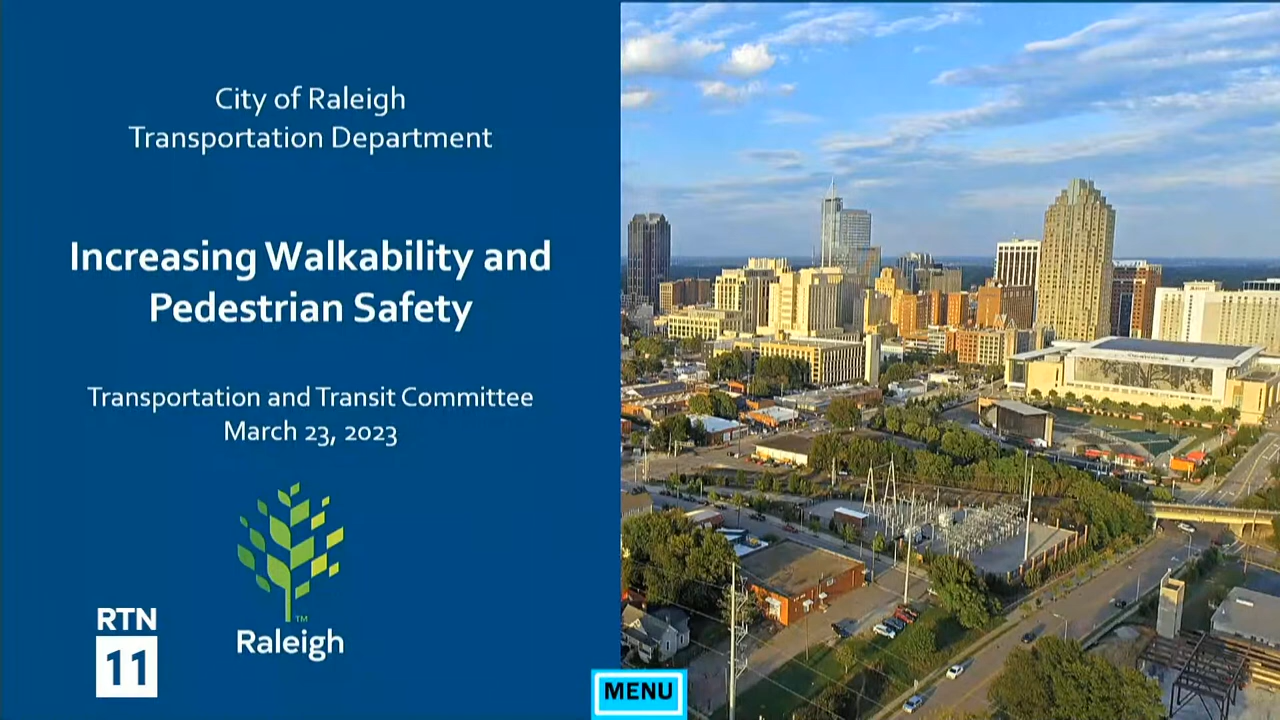 City of Raleigh
Transportation Department
Increasing Walkability and
Pedestrian Safety
Transportation and Transit Committee
March 23, 2023
TM
Raleigh
RTN
11
MENU